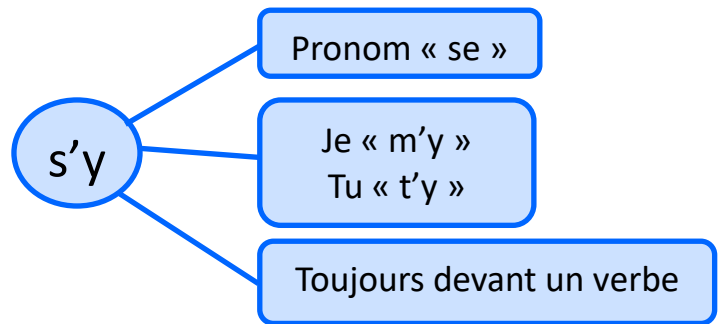 s’y
Pronom « se »
Je « m’y »
Tu « t’y »
Toujours devant un verbe